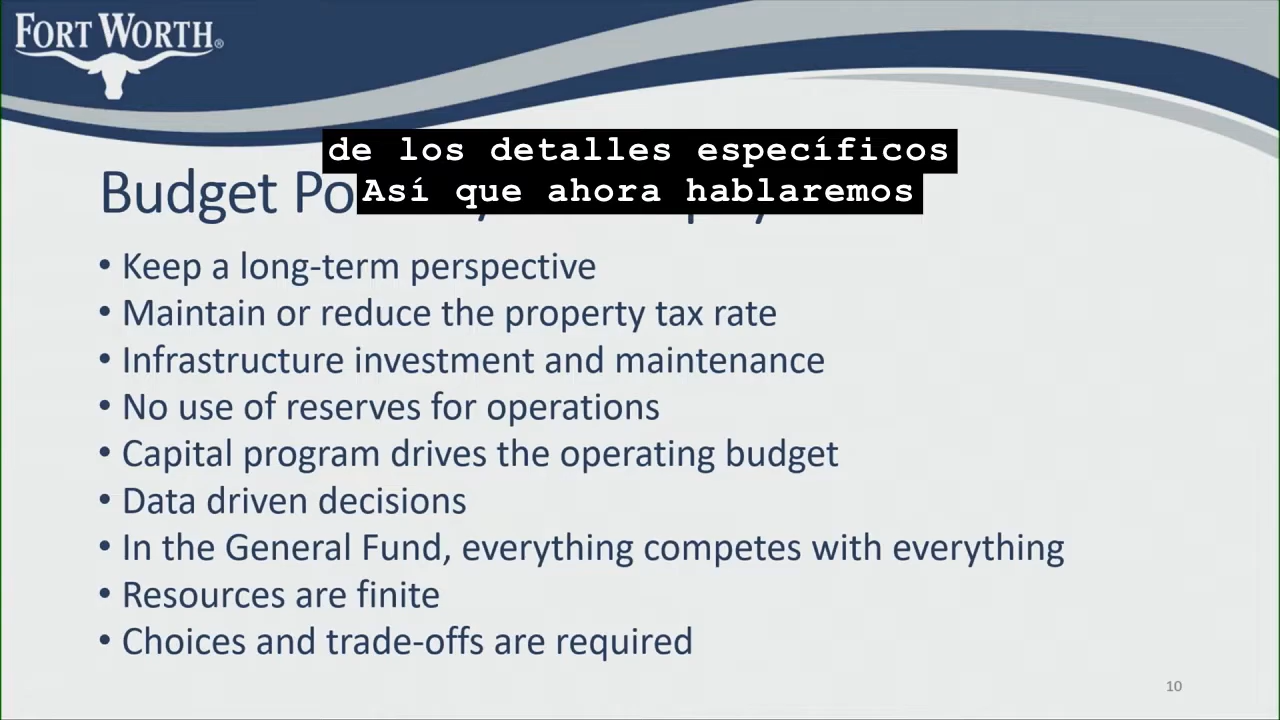 FORT WORTH®
de los detalles específicos
Así que ahora hablaremos
Budget
• Keep a long-term perspective
• Maintain or reduce the property tax rate
• Infrastructure investment and maintenance
• No use of reserves for operations
• Capital program drives the operating budget
• Data driven decisions
• In the General Fund, everything competes with everything
• Resources are finite
• Choices and trade-offs are required
10